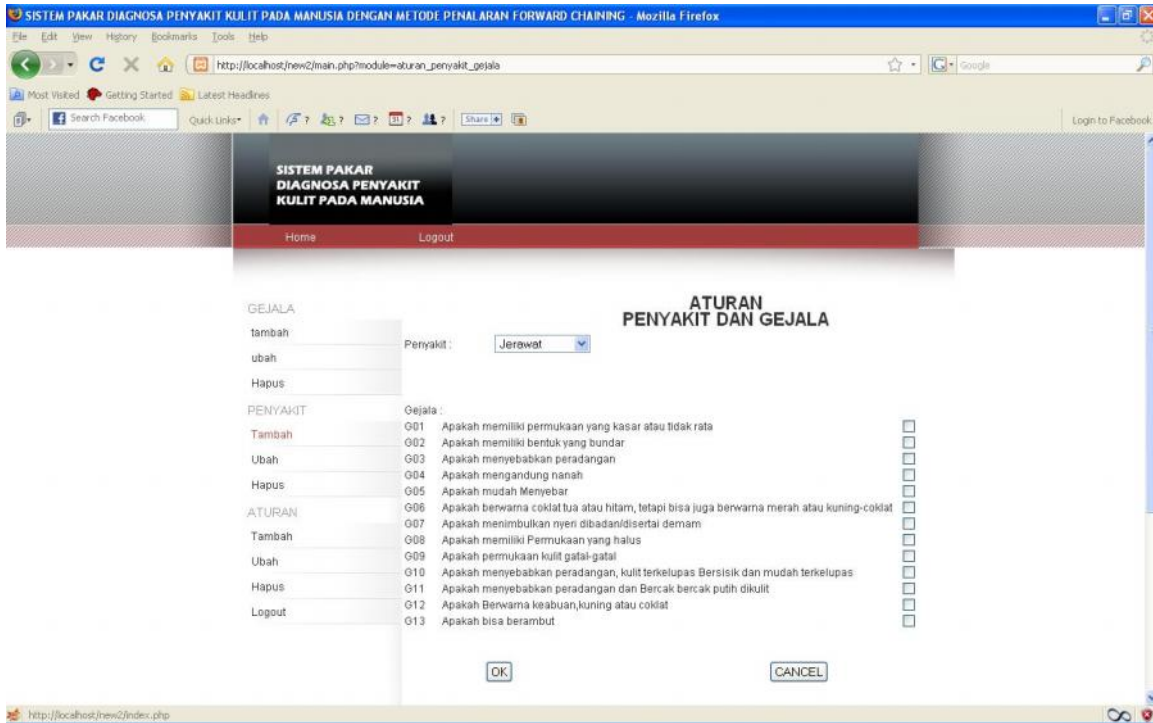 SISTEM PAKAR DIAGNOSA PENYAKIT KULIT PADA MANUSIA DENGAN METODE PENALARAN FORWARD CHAINING - Mozilla Firefox
File Edit View History Bookmarks Tools Help
http://localhost/new2/main.php?module=aturan_penyakit_gejala
Google
Most Visited Getting Started Latest Headlines
Search Facebook Quick Links ? ? ? 31 ? ? Share Login to Facebook
SISTEM PAKAR
DIAGNOSA PENYAKIT
KULIT PADA MANUSIA
Home Logout
GEJALA
tambah
ubah
Hapus
PENYAKIT
Tambah
Ubah
Hapus
ATURAN
Tambah
Ubah
Hapus
Logout
ATURAN
PENYAKIT DAN GEJALA
Penyakit : Jerawat
Gejala :
G01 Apakah memiliki permukaan yang kasar atau tidak rata
G02 Apakah memiliki bentuk yang bundar
G03 Apakah menyebabkan peradangan
G04 Apakah mengandung nanah
G05 Apakah mudah Menyebar
G06 Apakah berwarna coklat tua atau hitam, tetapi bisa juga berwarna merah atau kuning-coklat
G07 Apakah menimbulkan nyeri dibadan/disertai demam
G08 Apakah memiliki Permukaan yang halus
G09 Apakah permukaan kulit gatal-gatal
G10 Apakah menyebabkan peradangan, kulit terkelupas Bersisik dan mudah terkelupas
G11 Apakah menyebabkan peradangan dan Bercak bercak putih dikulit
G12 Apakah Berwarna keabuan,kuning atau coklat
G13 Apakah bisa berambut
OK CANCEL
http://localhost/new2/index.php